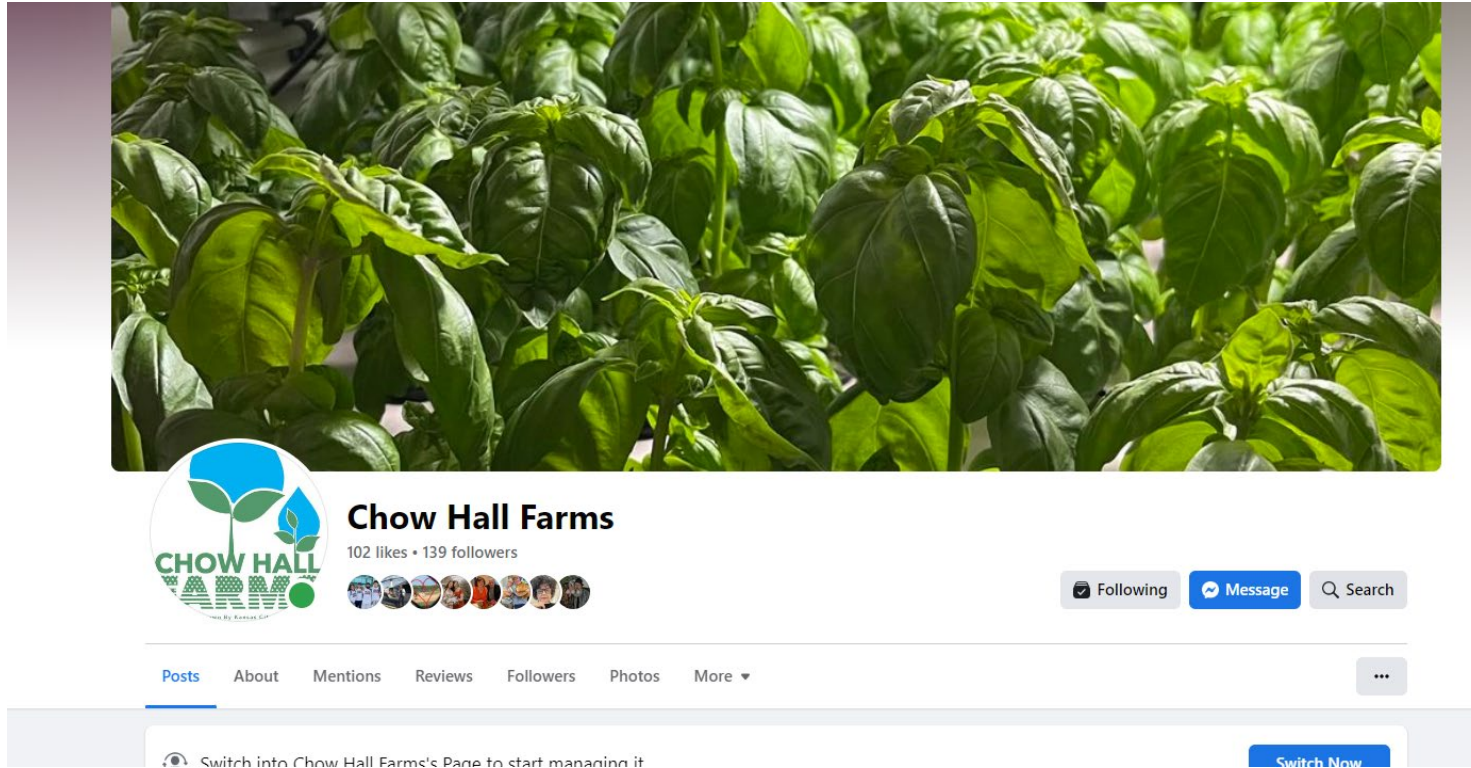 CHOW HALL
FARMS
Chow Hall Farms
102 likes • 139 followers
Following
Message
Search
Posts
About
Mentions
Reviews
Followers
Photos
More
Switch into Chow Hall Farms's Page to start managing it
Switch Now